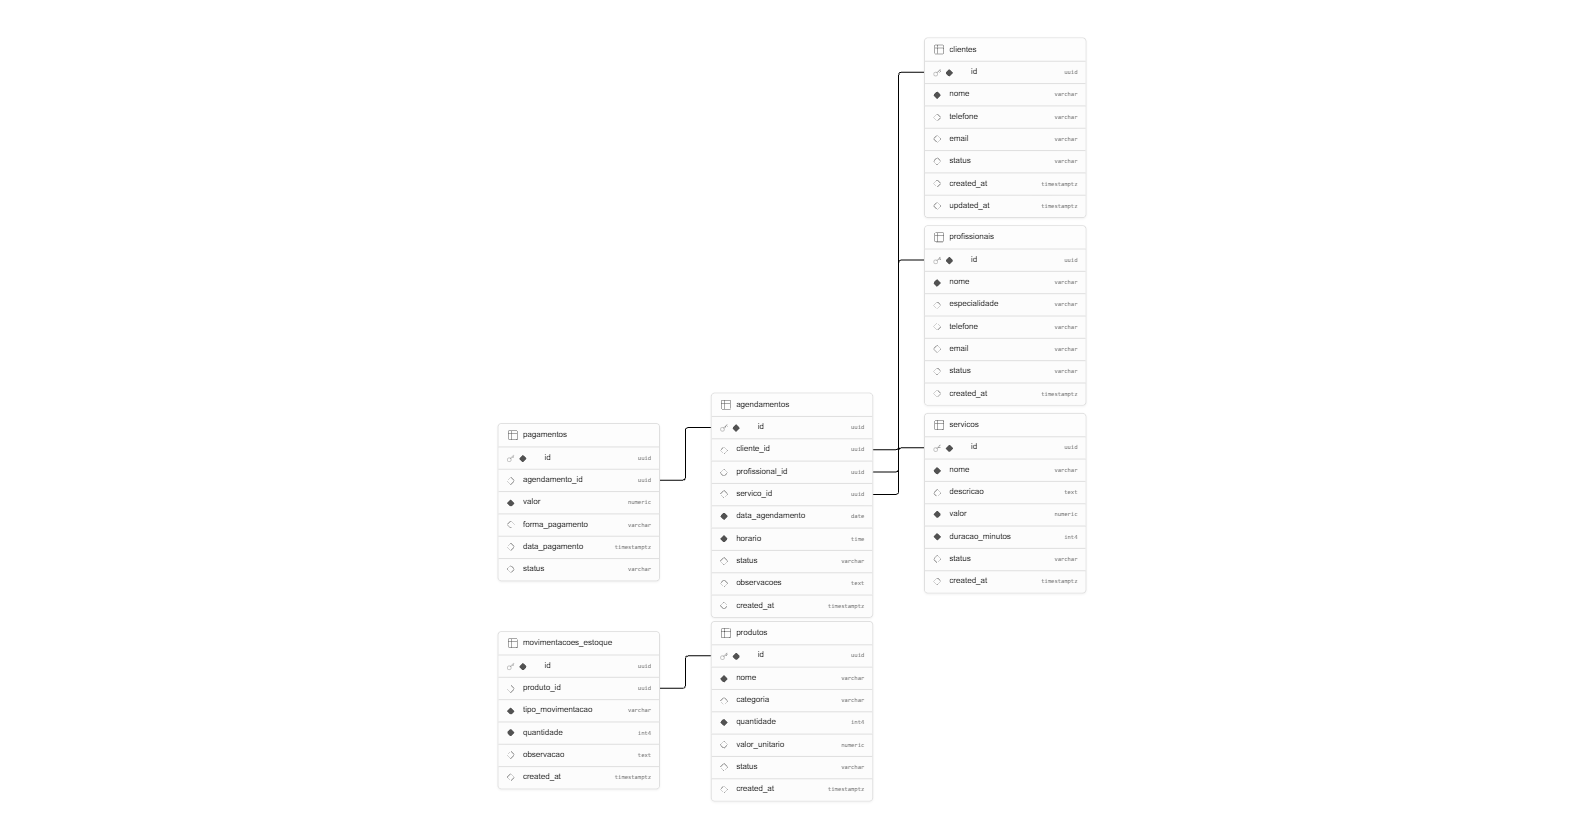 clientes
id uuid
nome varchar
telefone varchar
email varchar
status varchar
created_at timestamptz
updated_at timestamptz
profissionais
id uuid
nome varchar
especialidade varchar
telefone varchar
email varchar
status varchar
created_at timestamptz
servicos
id uuid
nome varchar
descricao text
valor numeric
duracao_minutos int4
status varchar
created_at timestamptz
agendamentos
id uuid
cliente_id uuid
profissional_id uuid
servico_id uuid
data_agendamento date
horario time
status varchar
observacoes text
created_at timestamptz
pagamentos
id uuid
agendamento_id uuid
valor numeric
forma_pagamento varchar
data_pagamento timestamptz
status varchar
movimentacoes_estoque
id uuid
produto_id uuid
tipo_movimentacao varchar
quantidade int4
observacao text
created_at timestamptz
produtos
id uuid
nome varchar
categoria varchar
quantidade int4
valor_unitario numeric
status varchar
created_at timestamptz